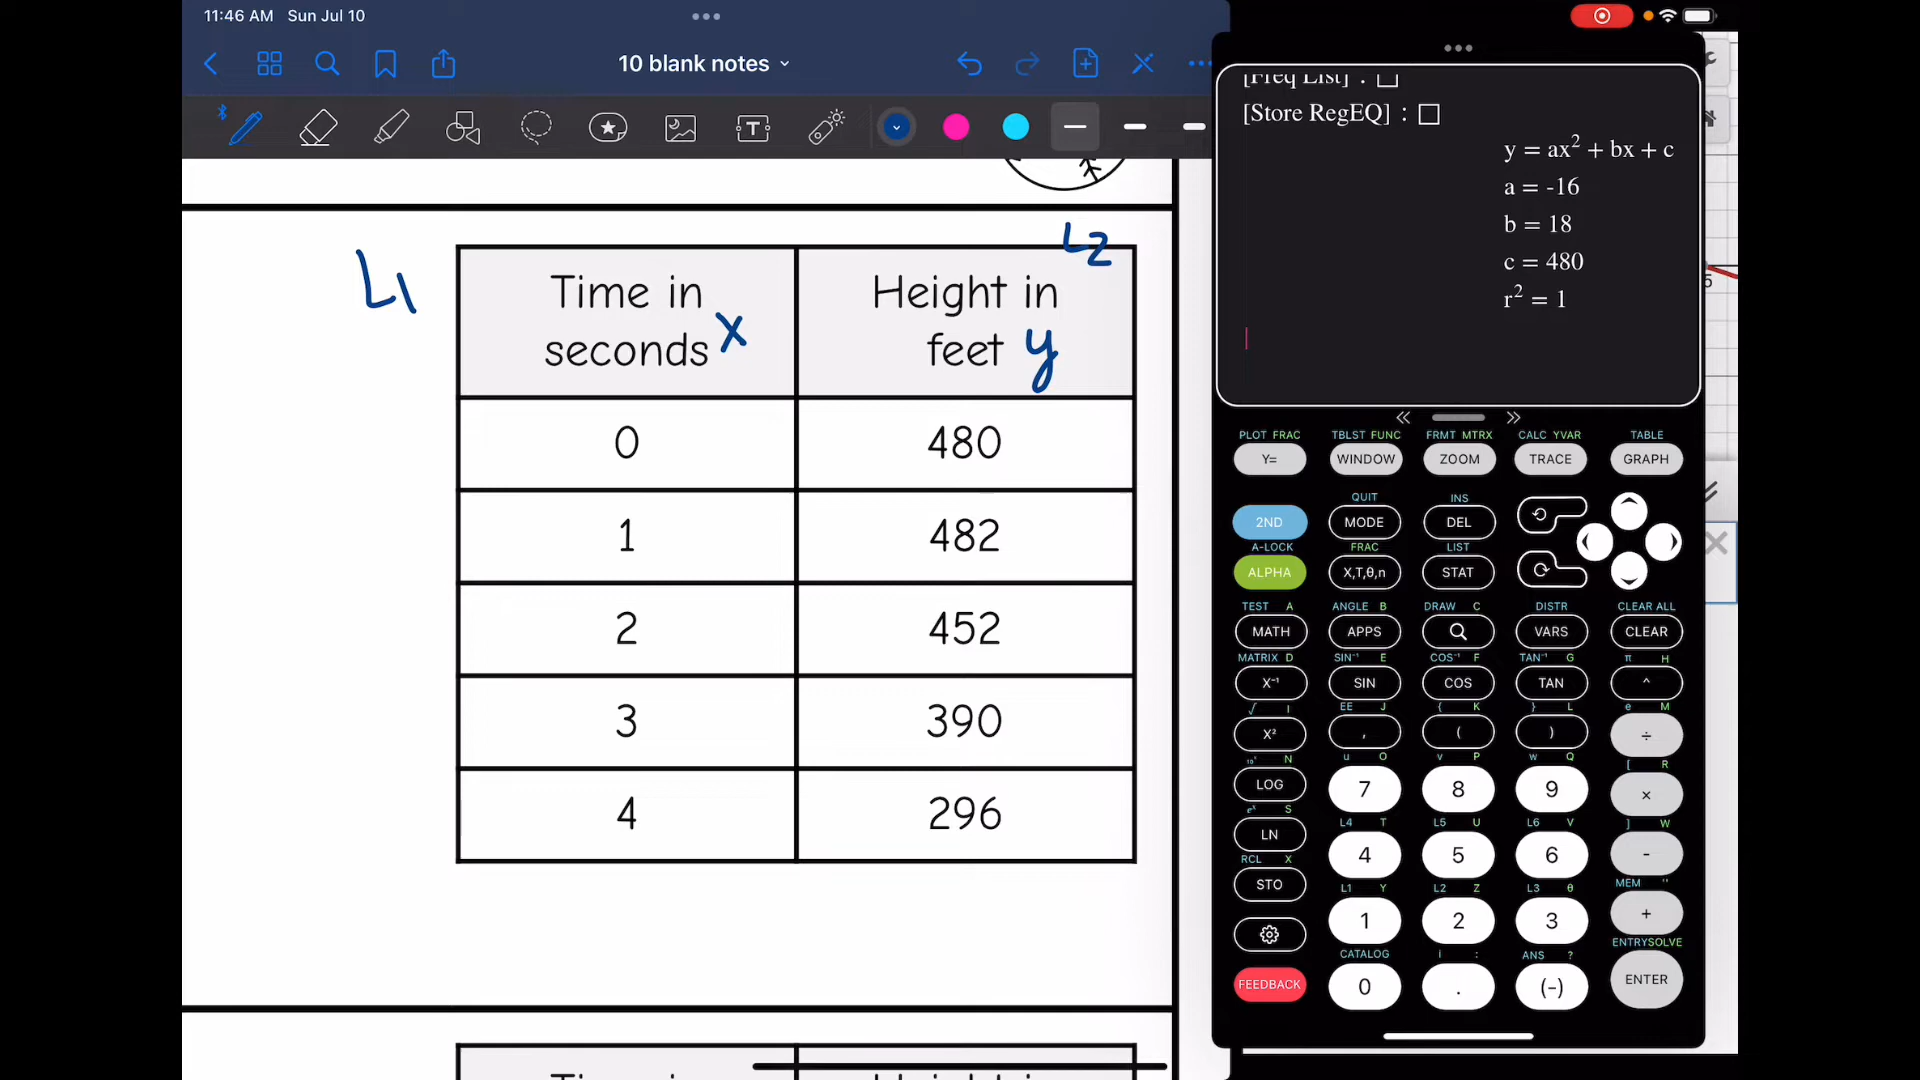 11:46 AM Sun Jul 10
10 blank notes
L1
L2
Time in
seconds x
Height in
feet y
0 480
1 482
2 452
3 390
4 296
[Freq List] :
[Store RegEQ] :
y = ax² + bx + c
a = -16
b = 18
c = 480
r² = 1
PLOT FRAC TBLST FUNC FRMT MTRX CALC YVAR TABLE
Y= WINDOW ZOOM TRACE GRAPH
QUIT INS
2ND MODE DEL
A-LOCK FRAC LIST
ALPHA X,T,θ,n STAT
TEST A ANGLE B DRAW C DISTR CLEAR ALL
MATH APPS VARS CLEAR
MATRIX D SIN⁻¹ E COS⁻¹ F TAN⁻¹ G π H
X⁻¹ SIN COS TAN ^
√ I EE J { K } L e M
X² , ( ) ÷
10ˣ N u O v P w Q [ R
LOG 7 8 9 ×
eˣ S L4 T L5 U L6 V ] W
LN 4 5 6 -
RCL X L1 Y L2 Z L3 θ MEM "
STO 1 2 3 +
CATALOG i : ANS ? ENTRY SOLVE
FEEDBACK 0 . (-) ENTER